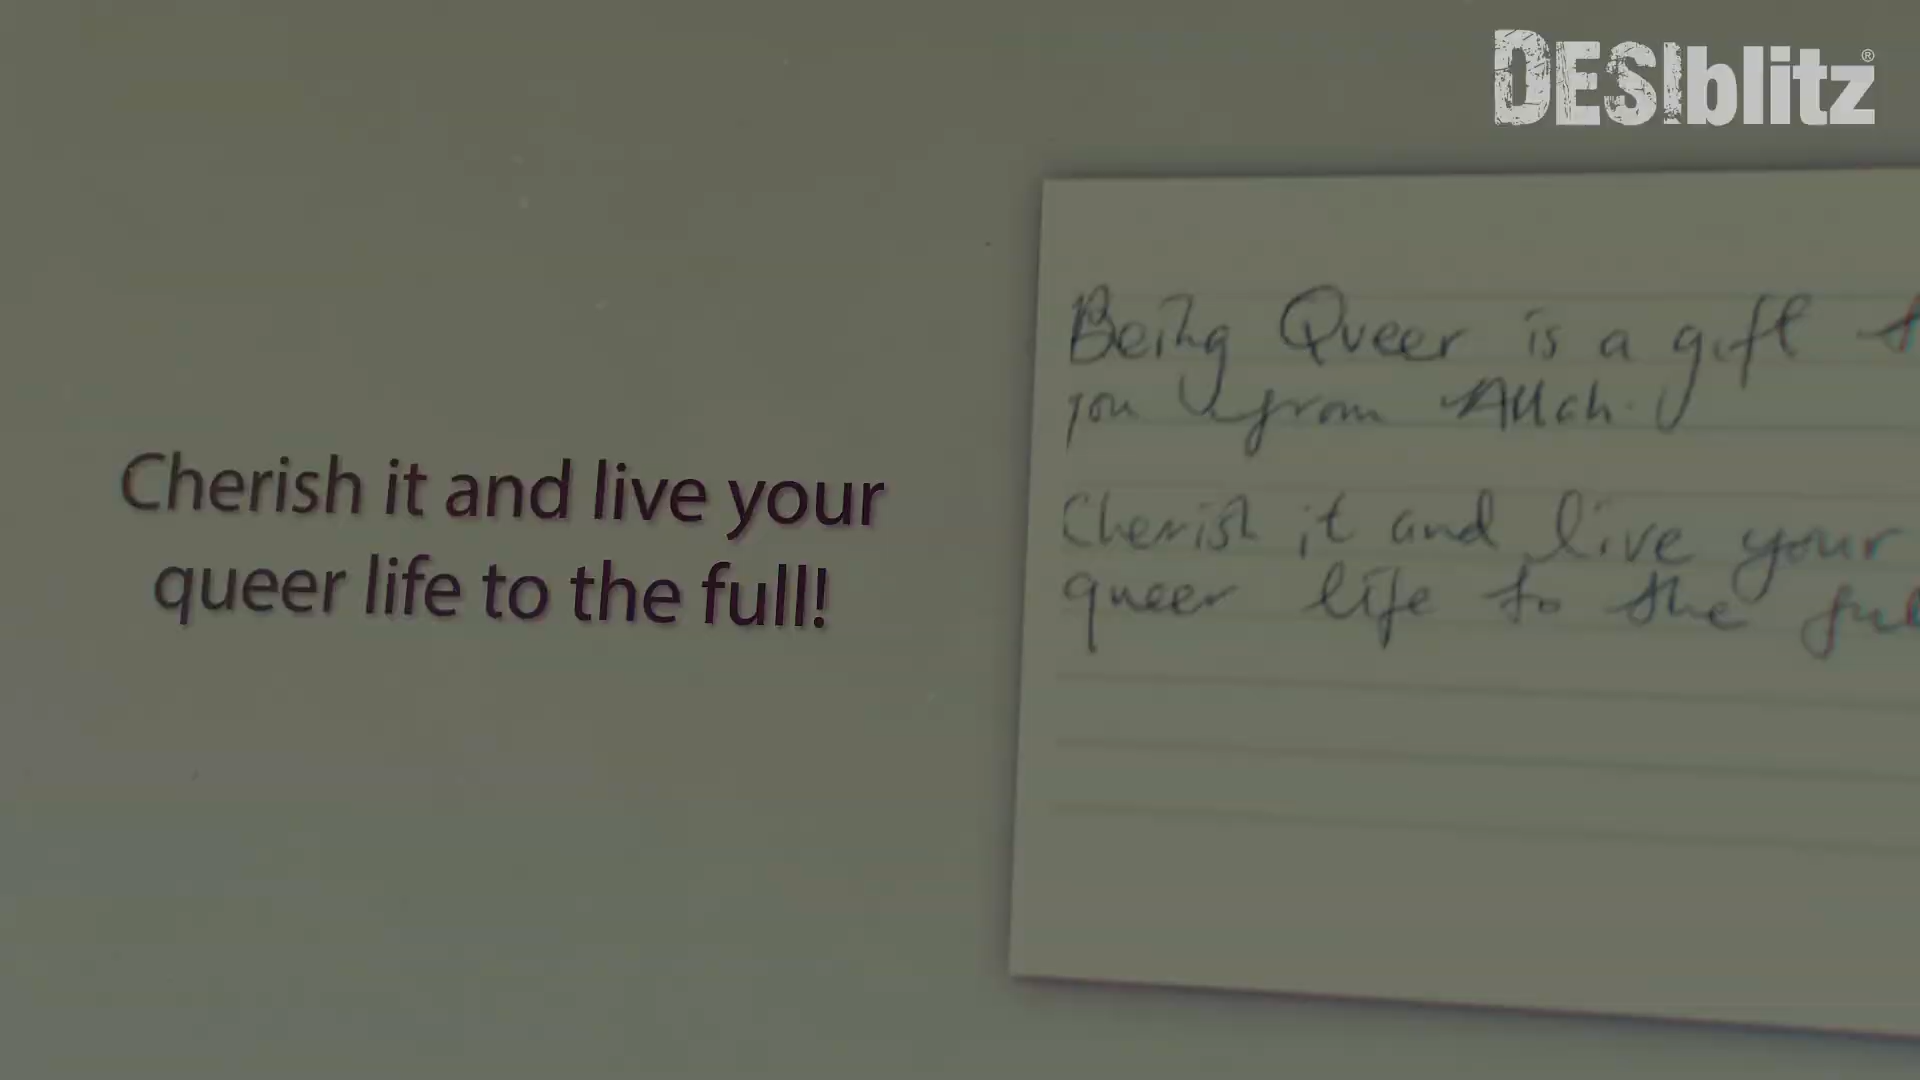 DESIblitz®
Being Queer is a gift
you from Allah.
Cherish it and live your
queer life to the
Cherish it and live your
queer life to the full!